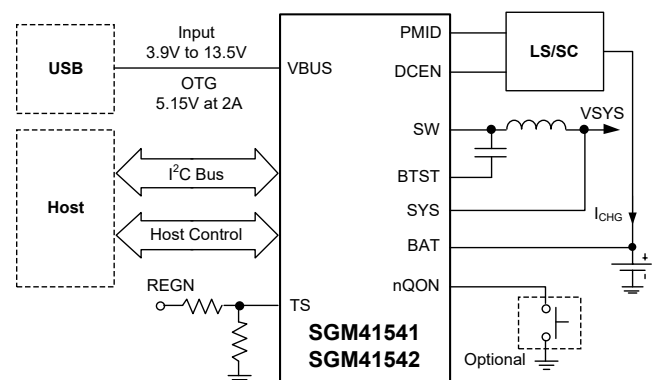 Input
3.9V to 13.5V
USB
OTG
5.15V at 2A
VBUS
PMID
DCEN
LS/SC
SW
VSYS
BTST
SYS
I²C Bus
Host
Host Control
I_CHG
BAT
nQON
REGN
TS
SGM41541
SGM41542
Optional
+
-